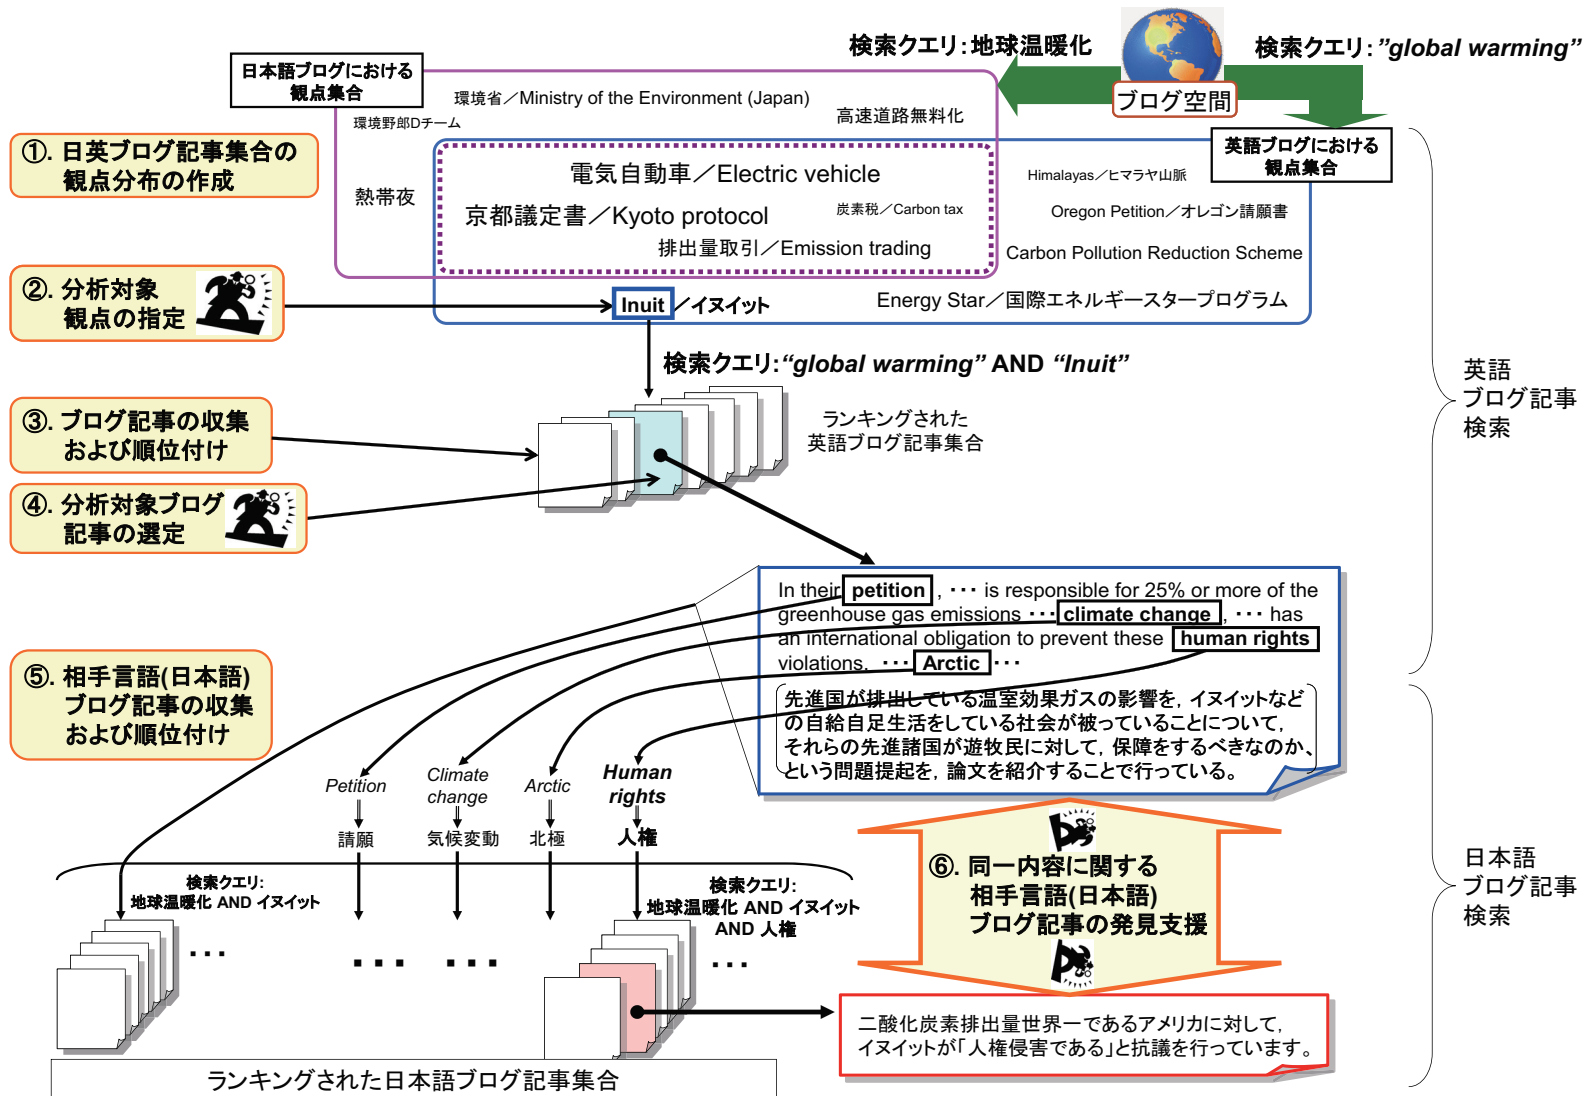 検索クエリ:地球温暖化
検索クエリ:"global warming"
ブログ空間
日本語ブログにおける
観点集合
環境省／Ministry of the Environment (Japan)
環境野郎Dチーム
高速道路無料化
英語ブログにおける
観点集合
①. 日英ブログ記事集合の
観点分布の作成
熱帯夜
電気自動車／Electric vehicle
京都議定書／Kyoto protocol
炭素税／Carbon tax
排出量取引／Emission trading
Himalayas／ヒマラヤ山脈
Oregon Petition／オレゴン請願書
Carbon Pollution Reduction Scheme
Energy Star／国際エネルギースタープログラム
②. 分析対象
観点の指定
Inuit／イヌイット
検索クエリ:"global warming" AND "Inuit"
③. ブログ記事の収集
および順位付け
ランキングされた
英語ブログ記事集合
④. 分析対象ブログ
記事の選定
英語
ブログ記事
検索
In their petition, ･･･ is responsible for 25% or more of the
greenhouse gas emissions ･･･ climate change, ･･･ has
an international obligation to prevent these human rights
violations. ･･･ Arctic ･･･
先進国が排出している温室効果ガスの影響を，イヌイットなど
の自給自足生活をしている社会が被っていることについて，
それらの先進諸国が遊牧民に対して，保障をするべきなのか、
という問題提起を，論文を紹介することで行っている。
⑤. 相手言語(日本語)
ブログ記事の収集
および順位付け
Petition
Climate
change
Arctic
Human
rights
請願
気候変動
北極
人権
検索クエリ:
地球温暖化 AND イヌイット
検索クエリ:
地球温暖化 AND イヌイット
AND 人権
･･･
･･･
･･･
･･･
⑥. 同一内容に関する
相手言語(日本語)
ブログ記事の発見支援
日本語
ブログ記事
検索
二酸化炭素排出量世界一であるアメリカに対して，
イヌイットが「人権侵害である」と抗議を行っています。
ランキングされた日本語ブログ記事集合